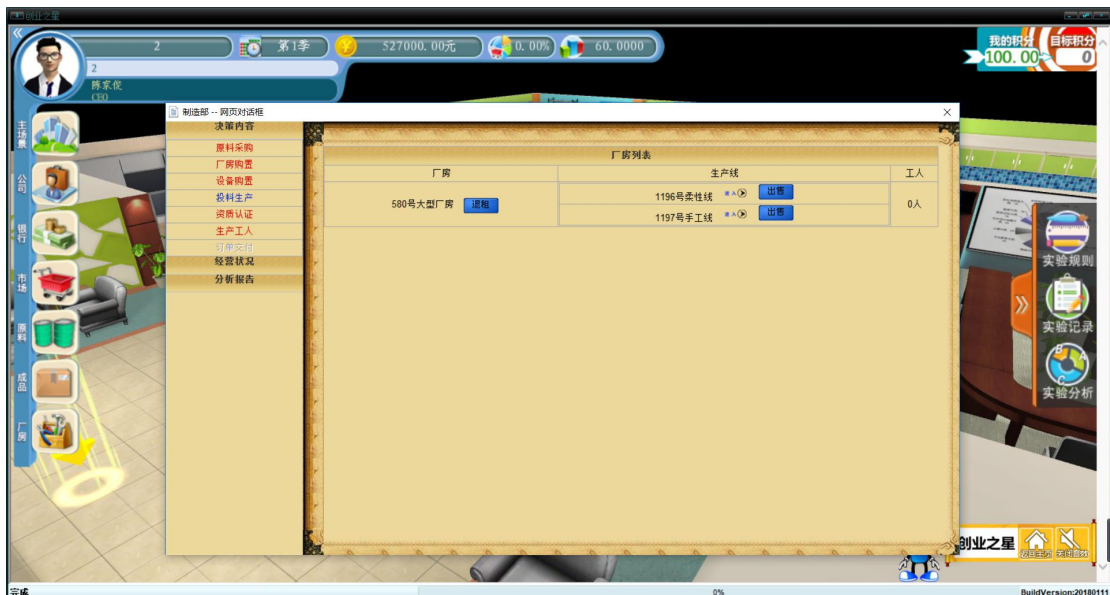 创业之星
2
第1季
527000.00元
0.00%
60.0000
我的积分
100.00
目标积分
0
2
陈家俊
CEO
主场景
公司
银行
市场
原料
成品
厂房
制造部 -- 网页对话框
决策内容
原料采购
厂房购置
设备购置
投料生产
资质认证
生产工人
订单交付
经营状况
分析报告
厂房列表
厂房
生产线
工人
580号大型厂房
退租
1196号柔性线
出售
1197号手工线
出售
0人
实验规则
实验记录
实验分析
创业之星
返回主页
关闭音效
完成
0%
BuildVersion:20180111